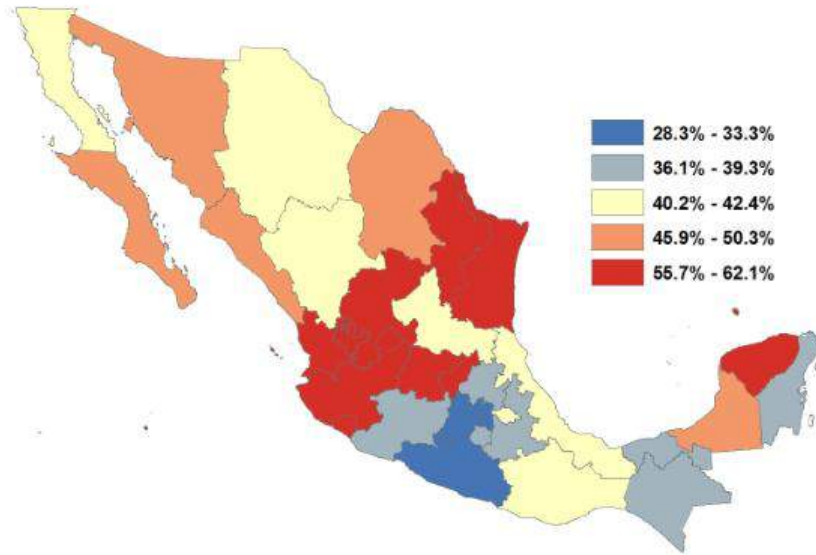 28.3% - 33.3%
36.1% - 39.3%
40.2% - 42.4%
45.9% - 50.3%
55.7% - 62.1%